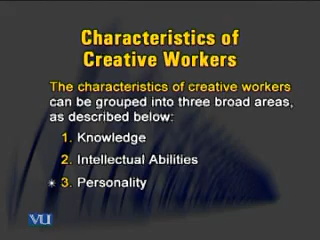 Characteristics of
Creative Workers
The characteristics of creative workers
can be grouped into three broad areas,
as described below:
1. Knowledge
2. Intellectual Abilities
✶ 3. Personality
VU